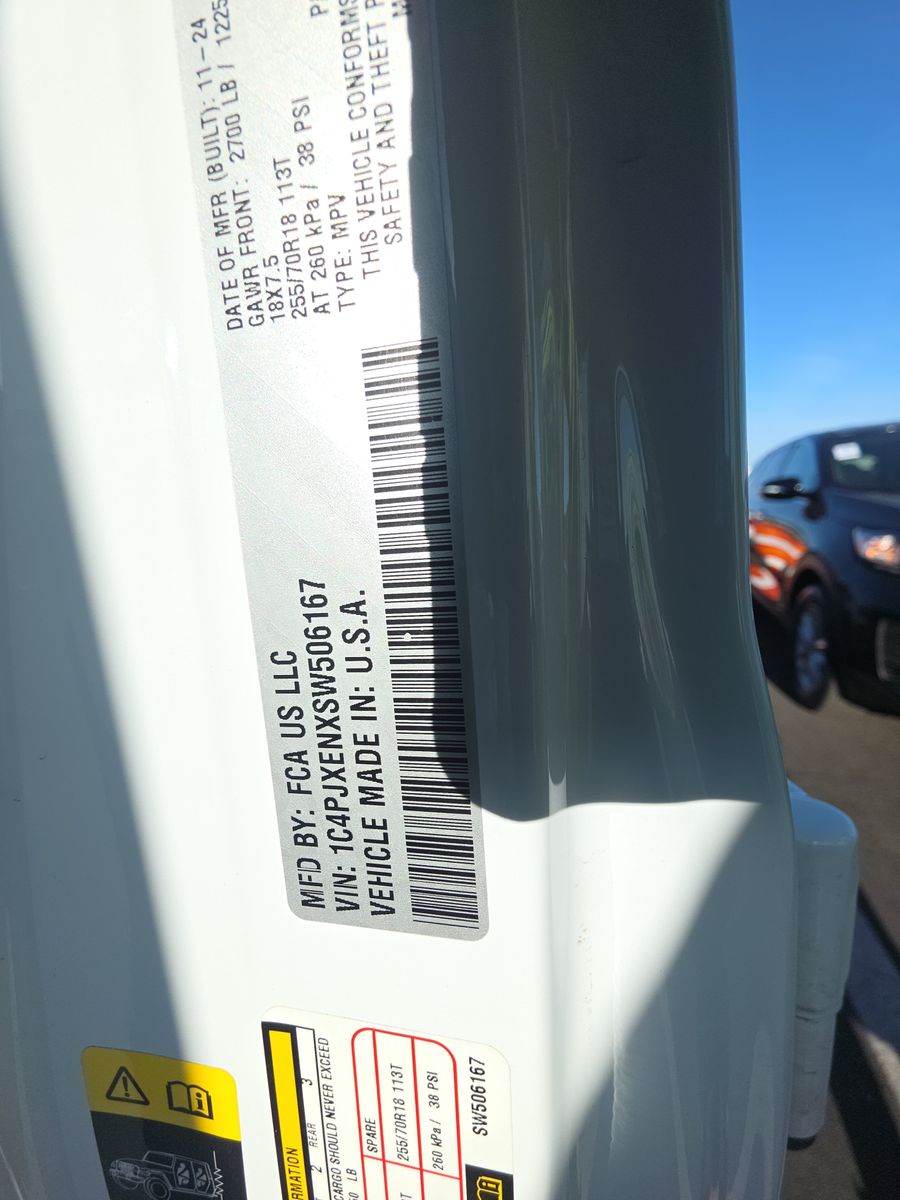 DATE OF MFR (BUILT): 11-24
GAWR FRONT: 2700 LB / 1225
18X7.5
255/70R18 113T
AT 260 kPa / 38 PSI
TYPE: MPV
THIS VEHICLE CONFORMS
SAFETY AND THEFT
MFD BY: FCA US LLC
VIN: 1C4PJXENXSW506167
VEHICLE MADE IN: U.S.A.
2 REAR 3
CARGO SHOULD NEVER EXCEED
LB
SPARE
255/70R18 113T
260 kPa / 38 PSI
SW506167